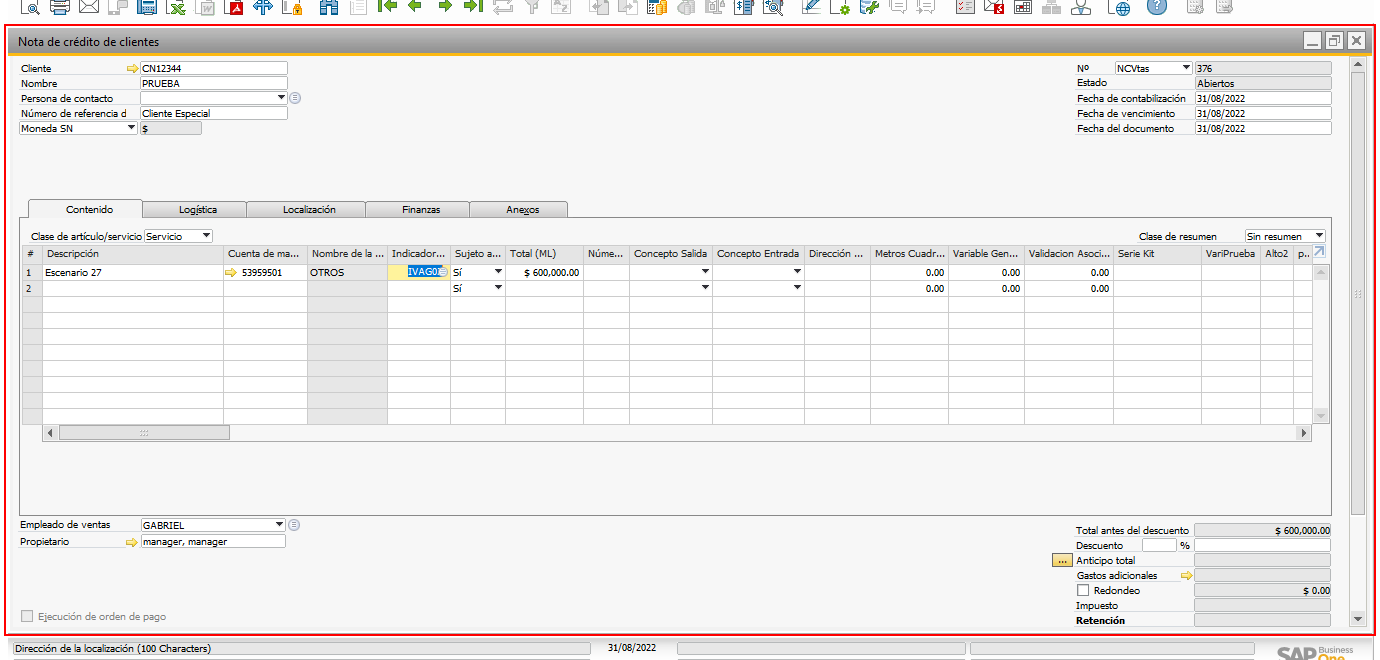 Nota de crédito de clientes
Cliente CN12344
Nombre PRUEBA
Persona de contacto
Número de referencia d Cliente Especial
Moneda SN $
Nº NCVtas 376
Estado Abiertos
Fecha de contabilización 31/08/2022
Fecha de vencimiento 31/08/2022
Fecha del documento 31/08/2022
Contenido Logística Localización Finanzas Anexos
Clase de artículo/servicio Servicio Clase de resumen Sin resumen
# Descripción Cuenta de ma... Nombre de la ... Indicador... Sujeto a... Total (ML) Núme... Concepto Salida Concepto Entrada Dirección ... Metros Cuadr... Variable Gen... Validacion Asoci... Serie Kit VariPrueba Alto2 p..
1 Escenario 27 53959501 OTROS Sí $ 600,000.00 0.00 0.00 0.00
2 Sí 0.00 0.00 0.00
Empleado de ventas GABRIEL
Propietario manager, manager
Ejecución de orden de pago
Total antes del descuento $ 600,000.00
Descuento %
... Anticipo total
Gastos adicionales
Redondeo $ 0.00
Impuesto
Retención
Dirección de la localización (100 Characters) 31/08/2022
SAP Business One